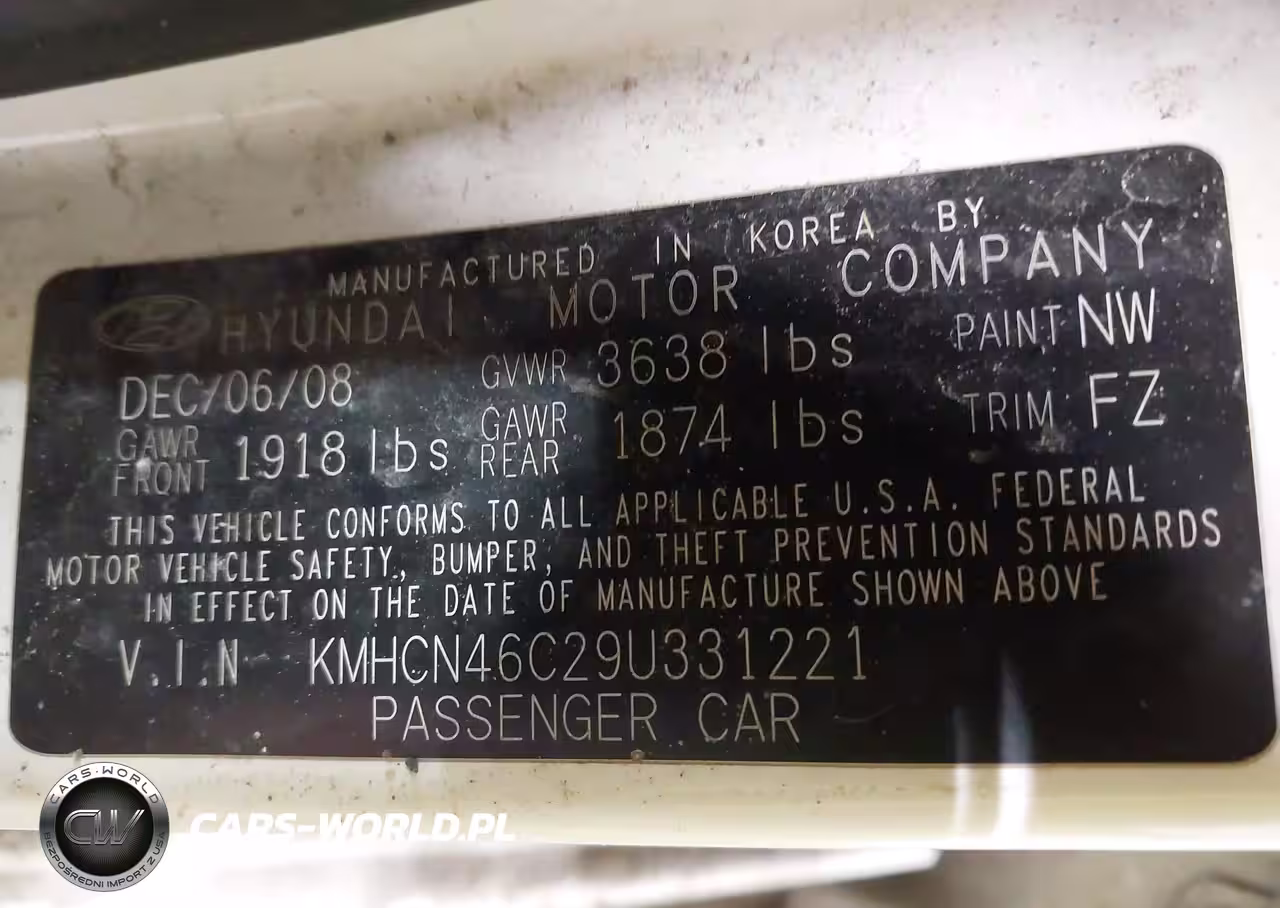 MANUFACTURED IN KOREA BY
HYUNDAI MOTOR COMPANY
DEC/06/08 GVWR 3638 lbs PAINT NW
GAWR FRONT 1918 lbs GAWR REAR 1874 lbs TRIM FZ
THIS VEHICLE CONFORMS TO ALL APPLICABLE U.S.A. FEDERAL
MOTOR VEHICLE SAFETY, BUMPER, AND THEFT PREVENTION STANDARDS
IN EFFECT ON THE DATE OF MANUFACTURE SHOWN ABOVE
V.I.N KMHCN46C29U331221
PASSENGER CAR
CARS-WORLD
CW
BEZPOŚREDNI IMPORT Z USA
CARS-WORLD.PL